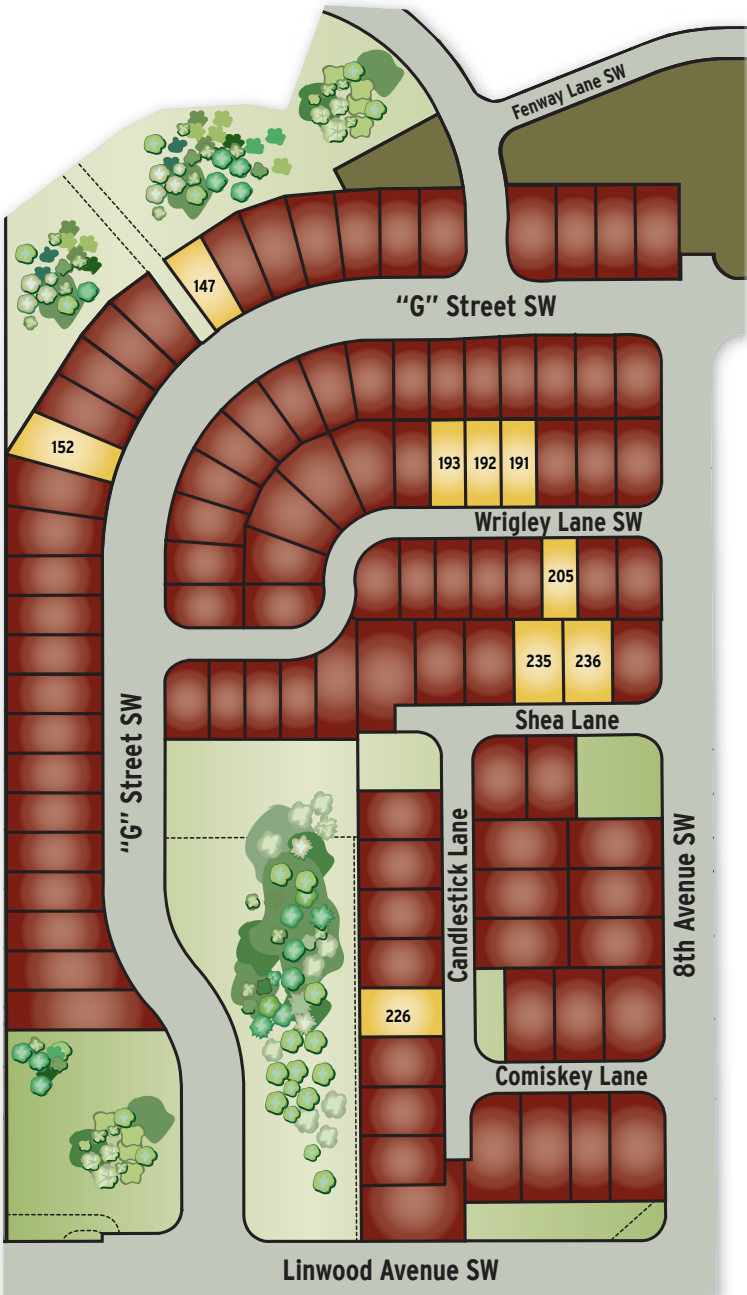 Fenway Lane SW
147
“G” Street SW
152
193 192 191
Wrigley Lane SW
205
235 236
“G” Street SW
Shea Lane
Candlestick Lane
8th Avenue SW
226
Comiskey Lane
Linwood Avenue SW